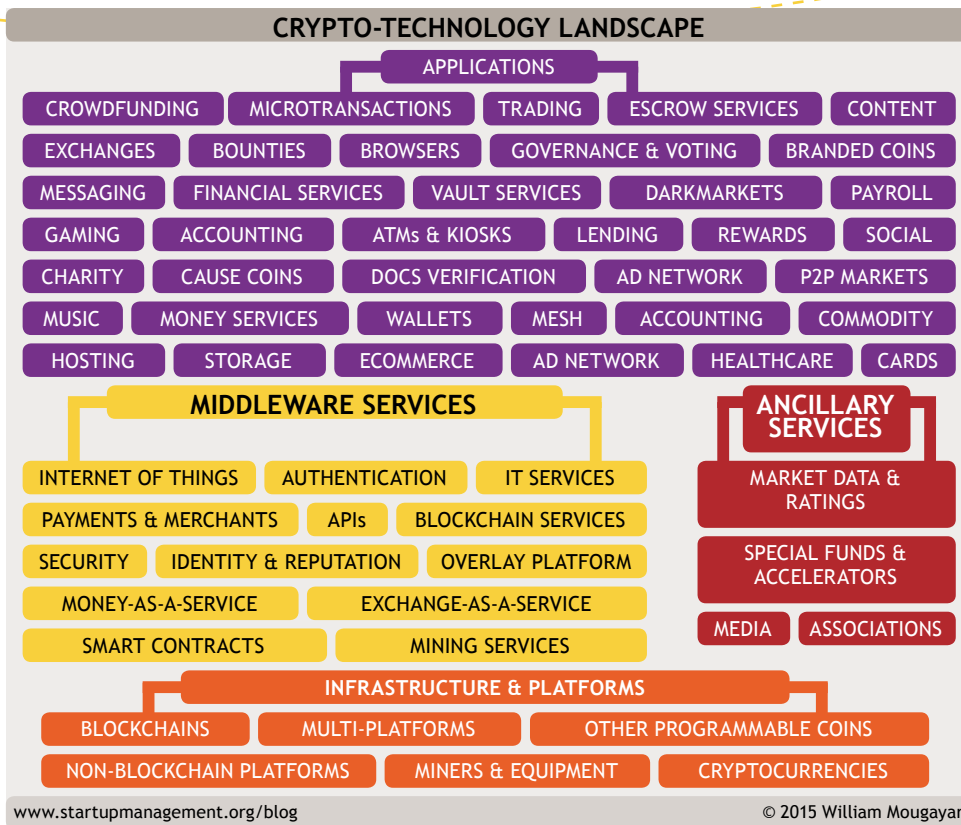 CRYPTO-TECHNOLOGY LANDSCAPE
APPLICATIONS
CROWDFUNDING MICROTRANSACTIONS TRADING ESCROW SERVICES CONTENT
EXCHANGES BOUNTIES BROWSERS GOVERNANCE & VOTING BRANDED COINS
MESSAGING FINANCIAL SERVICES VAULT SERVICES DARKMARKETS PAYROLL
GAMING ACCOUNTING ATMs & KIOSKS LENDING REWARDS SOCIAL
CHARITY CAUSE COINS DOCS VERIFICATION AD NETWORK P2P MARKETS
MUSIC MONEY SERVICES WALLETS MESH ACCOUNTING COMMODITY
HOSTING STORAGE ECOMMERCE AD NETWORK HEALTHCARE CARDS
MIDDLEWARE SERVICES
INTERNET OF THINGS AUTHENTICATION IT SERVICES
PAYMENTS & MERCHANTS APIs BLOCKCHAIN SERVICES
SECURITY IDENTITY & REPUTATION OVERLAY PLATFORM
MONEY-AS-A-SERVICE EXCHANGE-AS-A-SERVICE
SMART CONTRACTS MINING SERVICES
ANCILLARY
SERVICES
MARKET DATA &
RATINGS
SPECIAL FUNDS &
ACCELERATORS
MEDIA ASSOCIATIONS
INFRASTRUCTURE & PLATFORMS
BLOCKCHAINS MULTI-PLATFORMS OTHER PROGRAMMABLE COINS
NON-BLOCKCHAIN PLATFORMS MINERS & EQUIPMENT CRYPTOCURRENCIES
www.startupmanagement.org/blog © 2015 William Mougayar